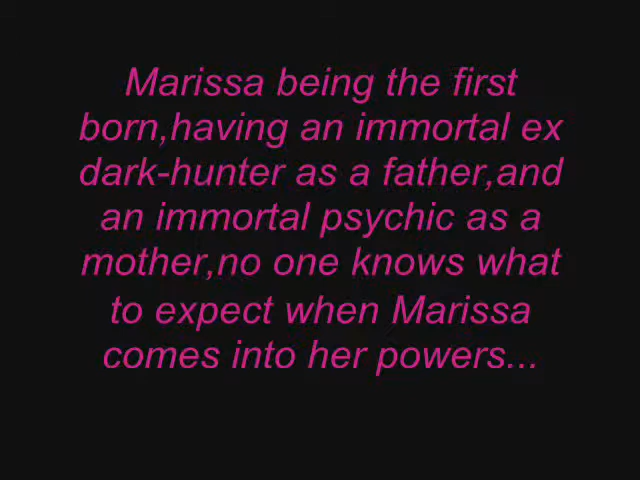 Marissa being the first
born,having an immortal ex
dark-hunter as a father,and
an immortal psychic as a
mother,no one knows what
to expect when Marissa
comes into her powers...